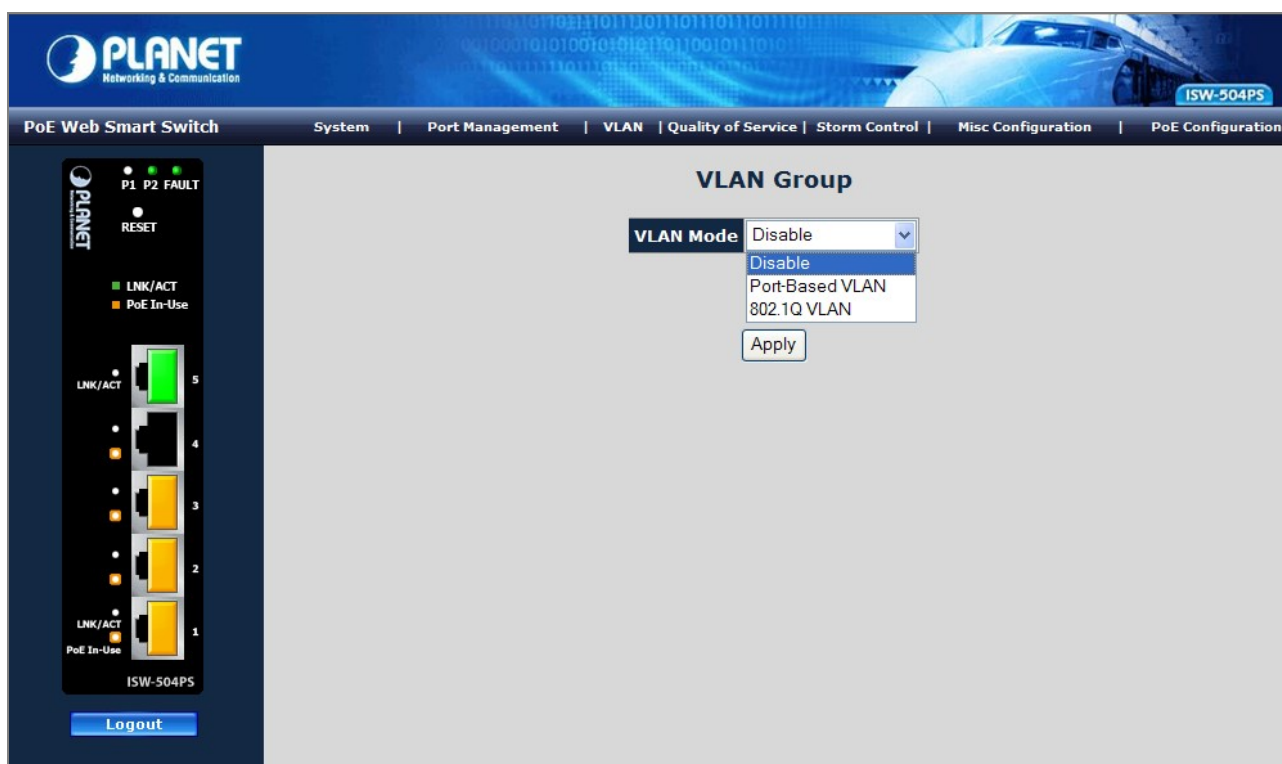 PLANET
Networking & Communication
ISW-504PS
PoE Web Smart Switch
System | Port Management | VLAN | Quality of Service | Storm Control | Misc Configuration | PoE Configuration
PLANET
P1 P2 FAULT
RESET
LNK/ACT
PoE In-Use
LNK/ACT
5
4
3
2
LNK/ACT
1
PoE In-Use
ISW-504PS
Logout
VLAN Group
VLAN Mode Disable
Disable
Port-Based VLAN
802.1Q VLAN
Apply